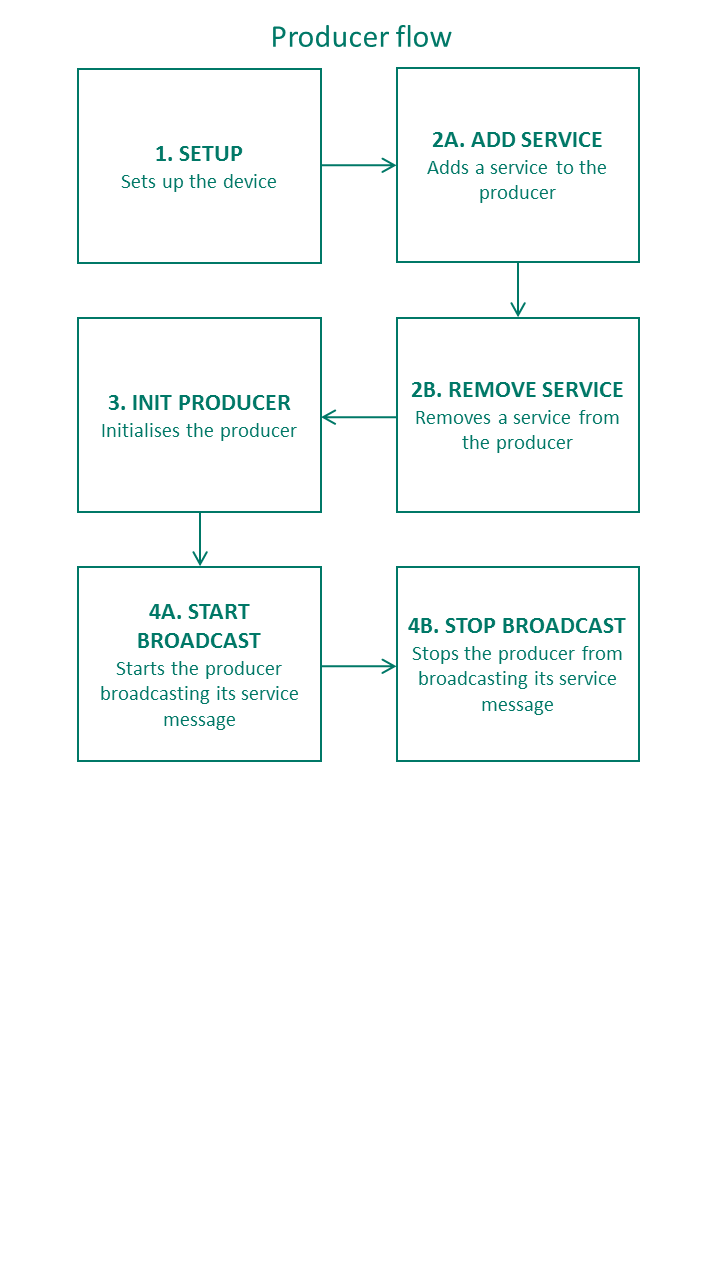 Producer flow
1. SETUP
Sets up the device
2A. ADD SERVICE
Adds a service to the
producer
2B. REMOVE SERVICE
Removes a service from
the producer
3. INIT PRODUCER
Initialises the producer
4A. START
BROADCAST
Starts the producer
broadcasting its service
message
4B. STOP BROADCAST
Stops the producer from
broadcasting its service
message